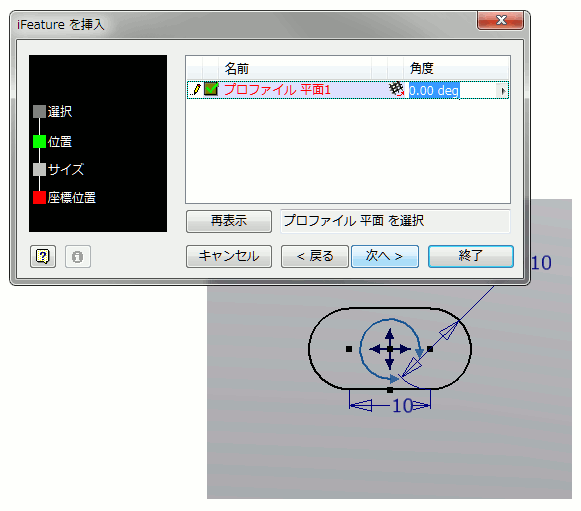 iFeature を挿入
名前 角度
プロファイル 平面1 0.00 deg
選択
位置
サイズ
座標位置
再表示 プロファイル 平面 を選択
キャンセル < 戻る 次へ > 終了
10
10